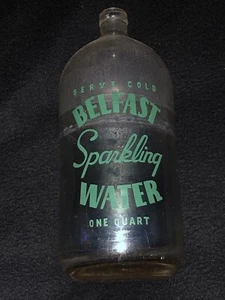 SERVE COLD
BELFAST
Sparkling
WATER
ONE QUART